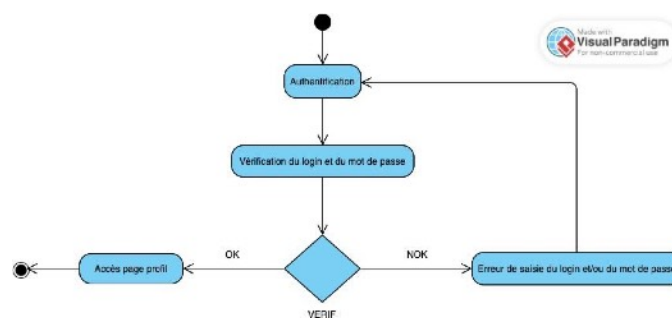 Made with
Visual Paradigm
For non-commercial use
Authentification
Vérification du login et du mot de passe
OK
NOK
Accès page profil
Erreur de saisie du login et/ou du mot de passe
VERIF